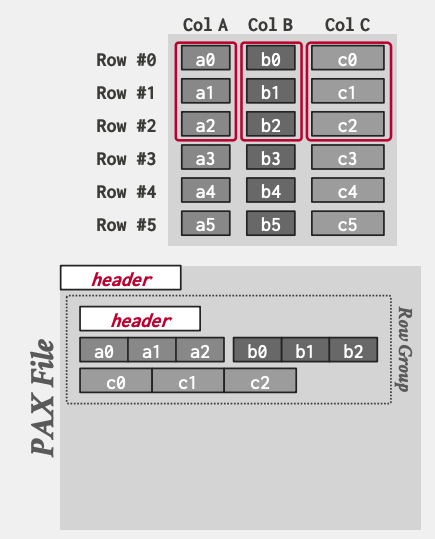 Col A Col B Col C
Row #0 a0 b0 c0
Row #1 a1 b1 c1
Row #2 a2 b2 c2
Row #3 a3 b3 c3
Row #4 a4 b4 c4
Row #5 a5 b5 c5
PAX File
header
header
a0 a1 a2 b0 b1 b2
c0 c1 c2
Row Group